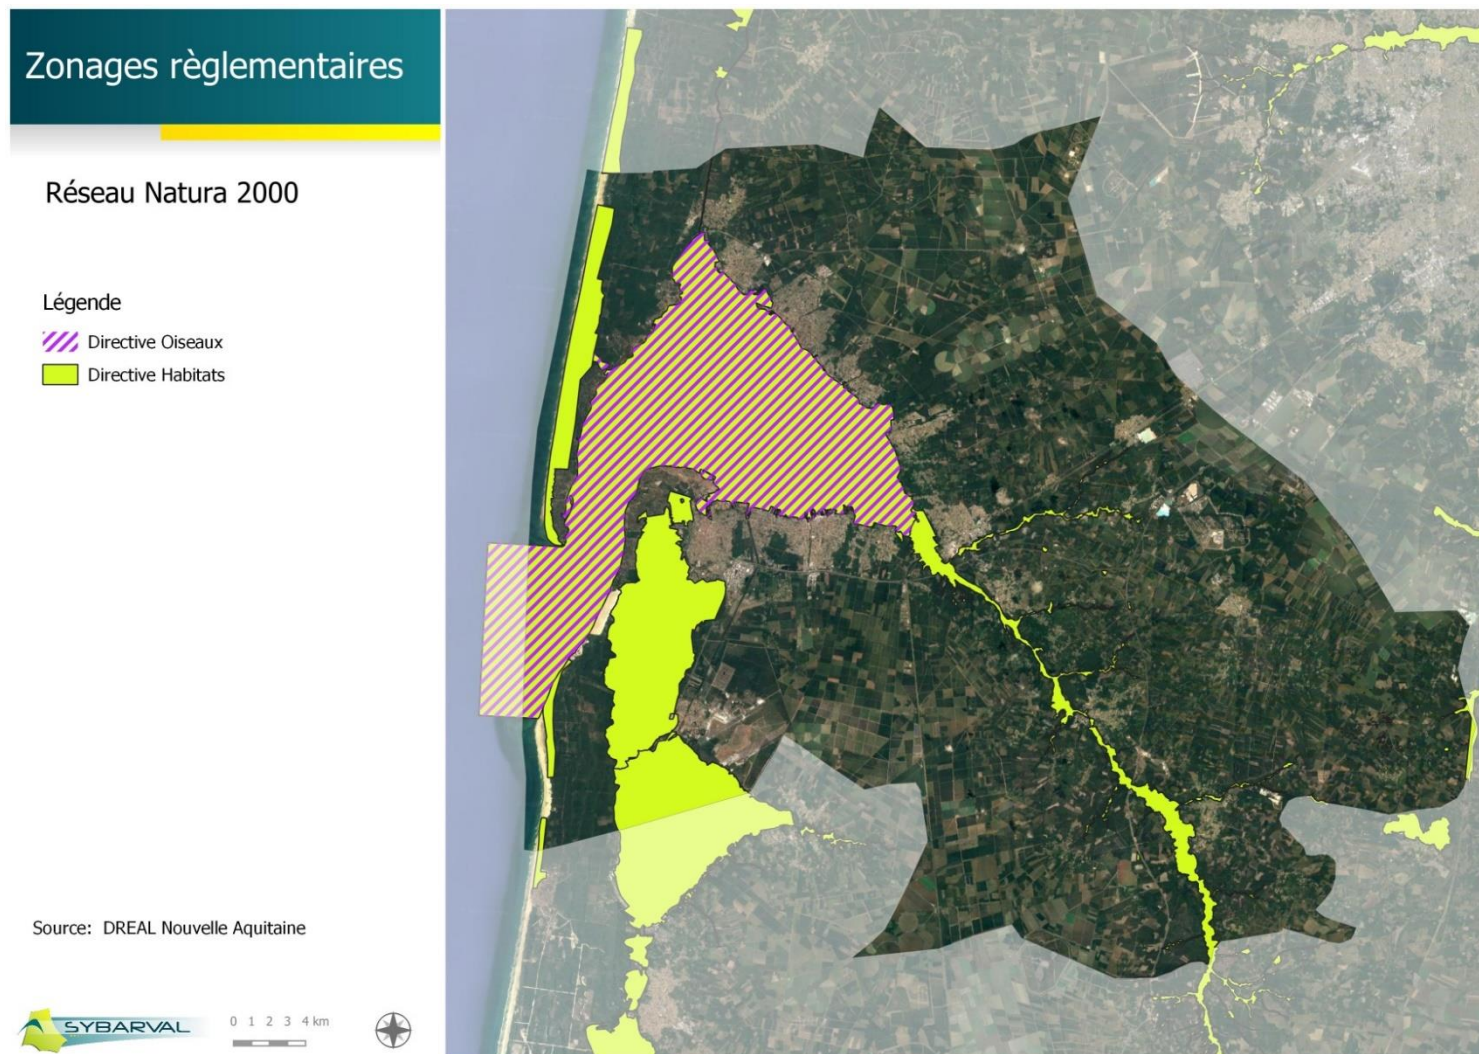 Zonages règlementaires
Réseau Natura 2000
Légende
Directive Oiseaux
Directive Habitats
Source: DREAL Nouvelle Aquitaine
SYBARVAL
0 1 2 3 4 km